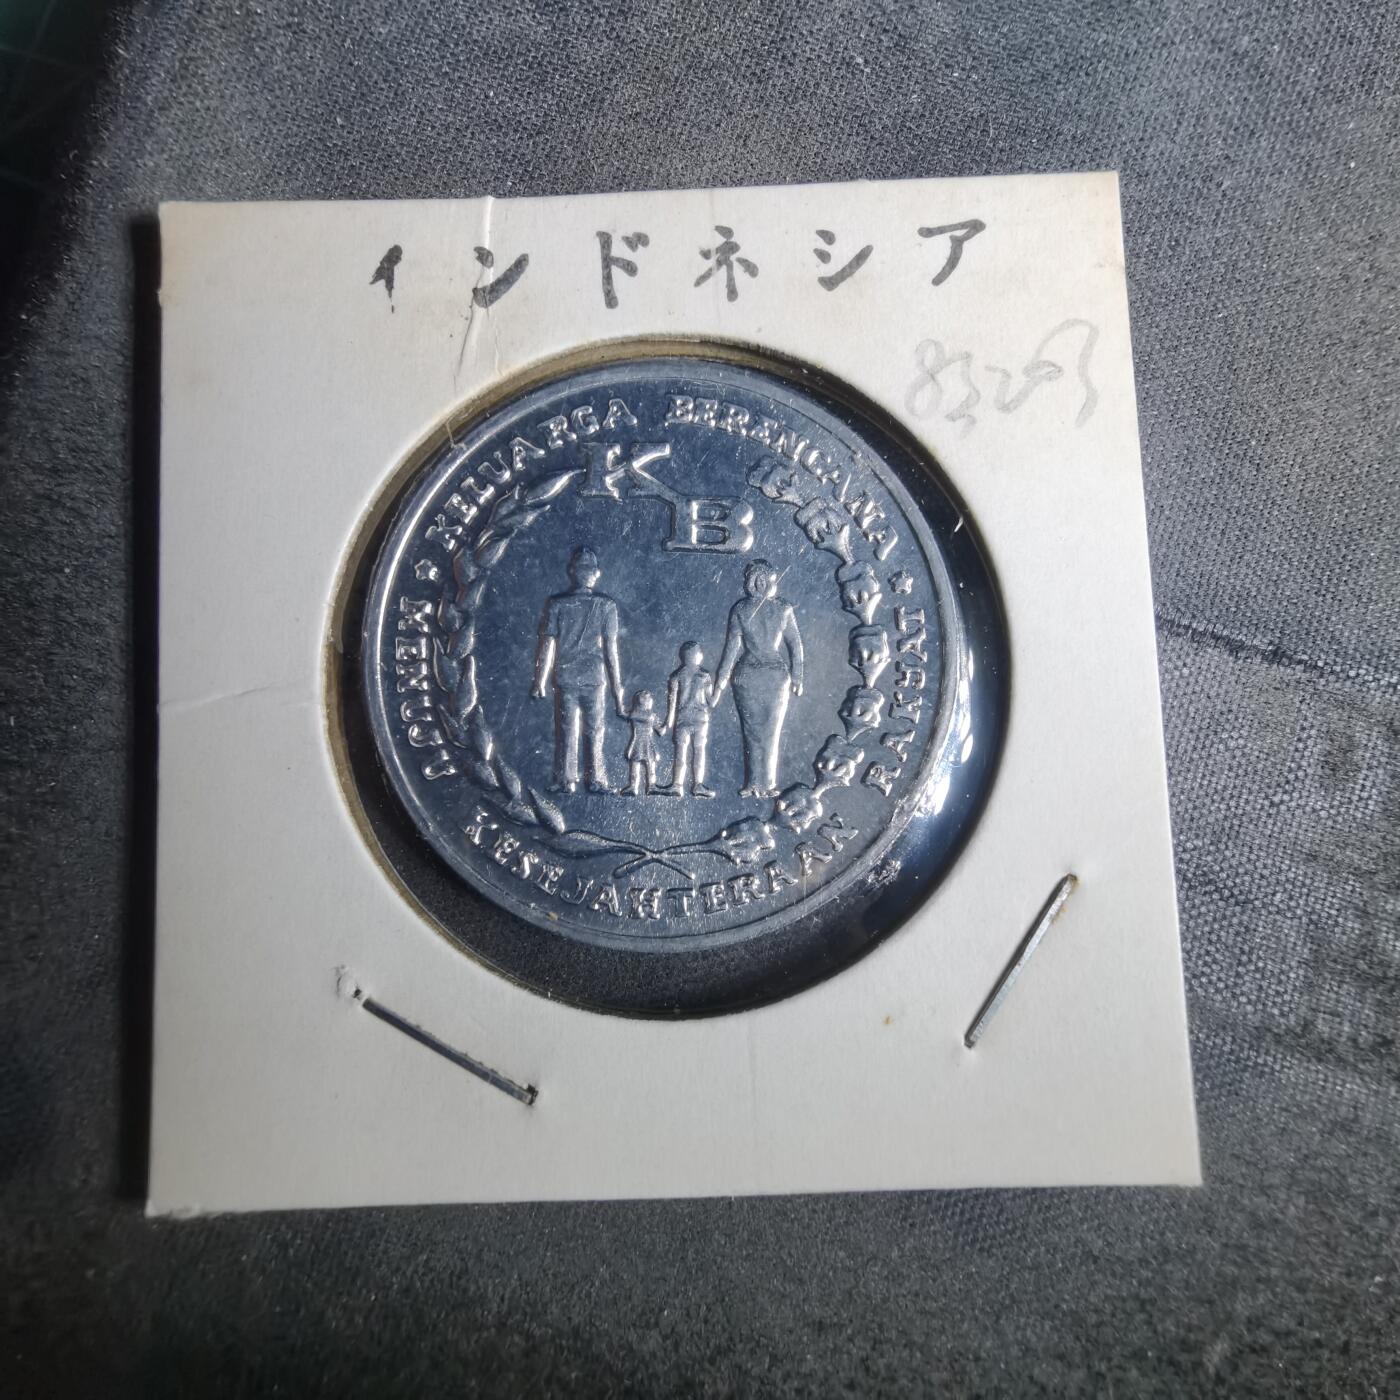 インドネシア
KELUARGA BERENCANA
KB
MENUJU KESEJAHTERAAN RAKYAT